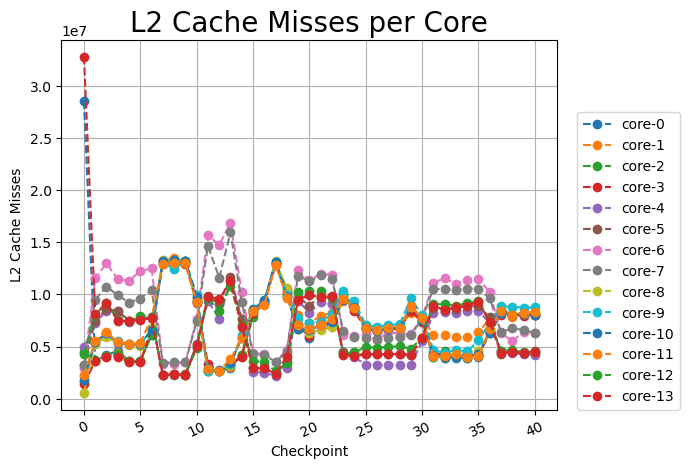 L2 Cache Misses per Core
1e7
3.0
2.5
2.0
1.5
1.0
0.5
0.0
L2 Cache Misses
0
5
10
15
20
25
30
35
40
Checkpoint
core-0
core-1
core-2
core-3
core-4
core-5
core-6
core-7
core-8
core-9
core-10
core-11
core-12
core-13